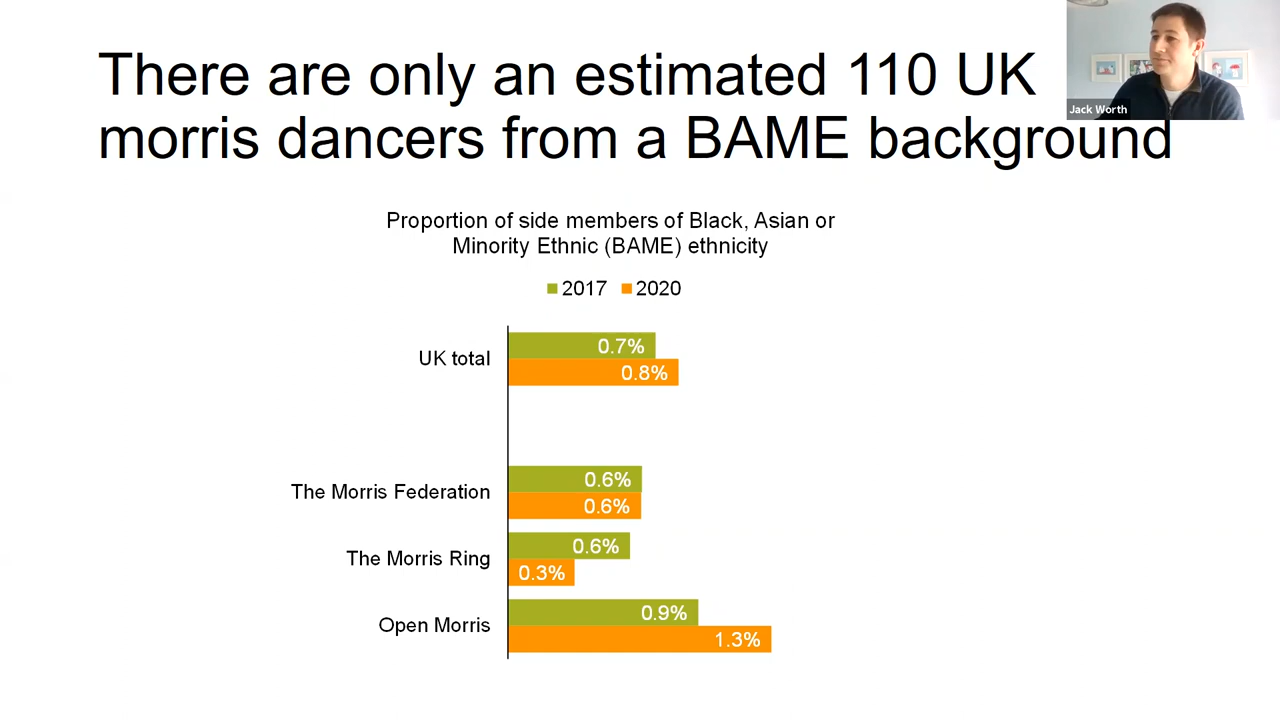 There are only an estimated 110 UK
morris dancers from a BAME background
Jack Worth
Proportion of side members of Black, Asian or
Minority Ethnic (BAME) ethnicity
2017 2020
UK total
0.7%
0.8%
The Morris Federation
0.6%
0.6%
The Morris Ring
0.6%
0.3%
Open Morris
0.9%
1.3%